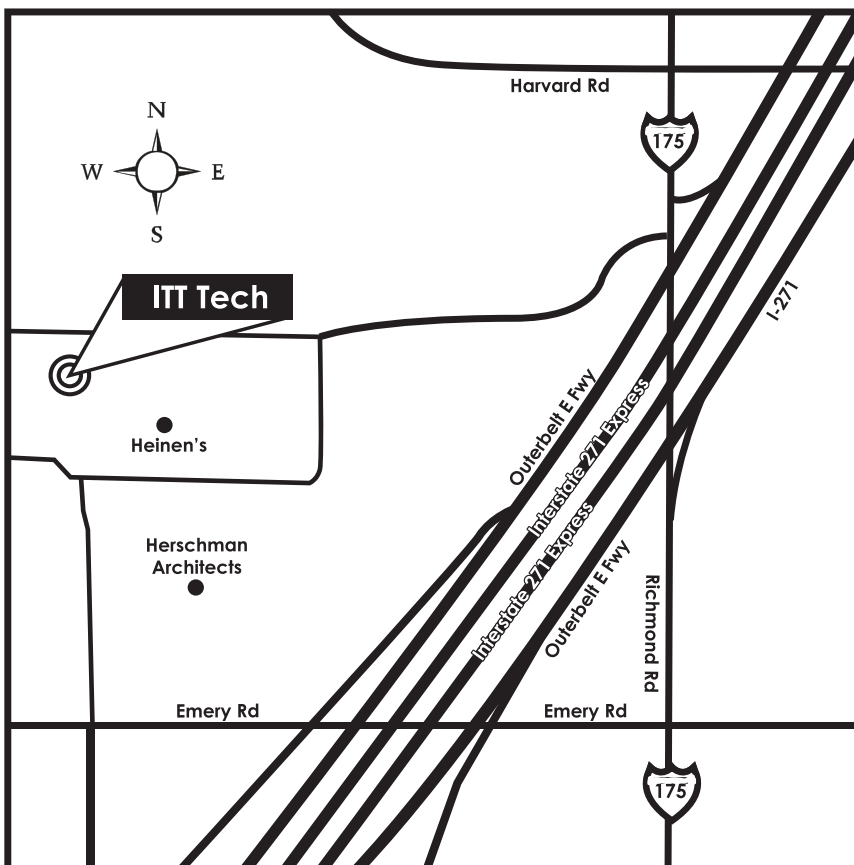 Harvard Rd
N
175
W
E
S
ITT Tech
I-271
Outerbelt E Fwy
Interstate 271 Express
Heinen's
Interstate 271 Express
Outerbelt E Fwy
Herschman
Architects
Richmond Rd
Emery Rd
Emery Rd
175